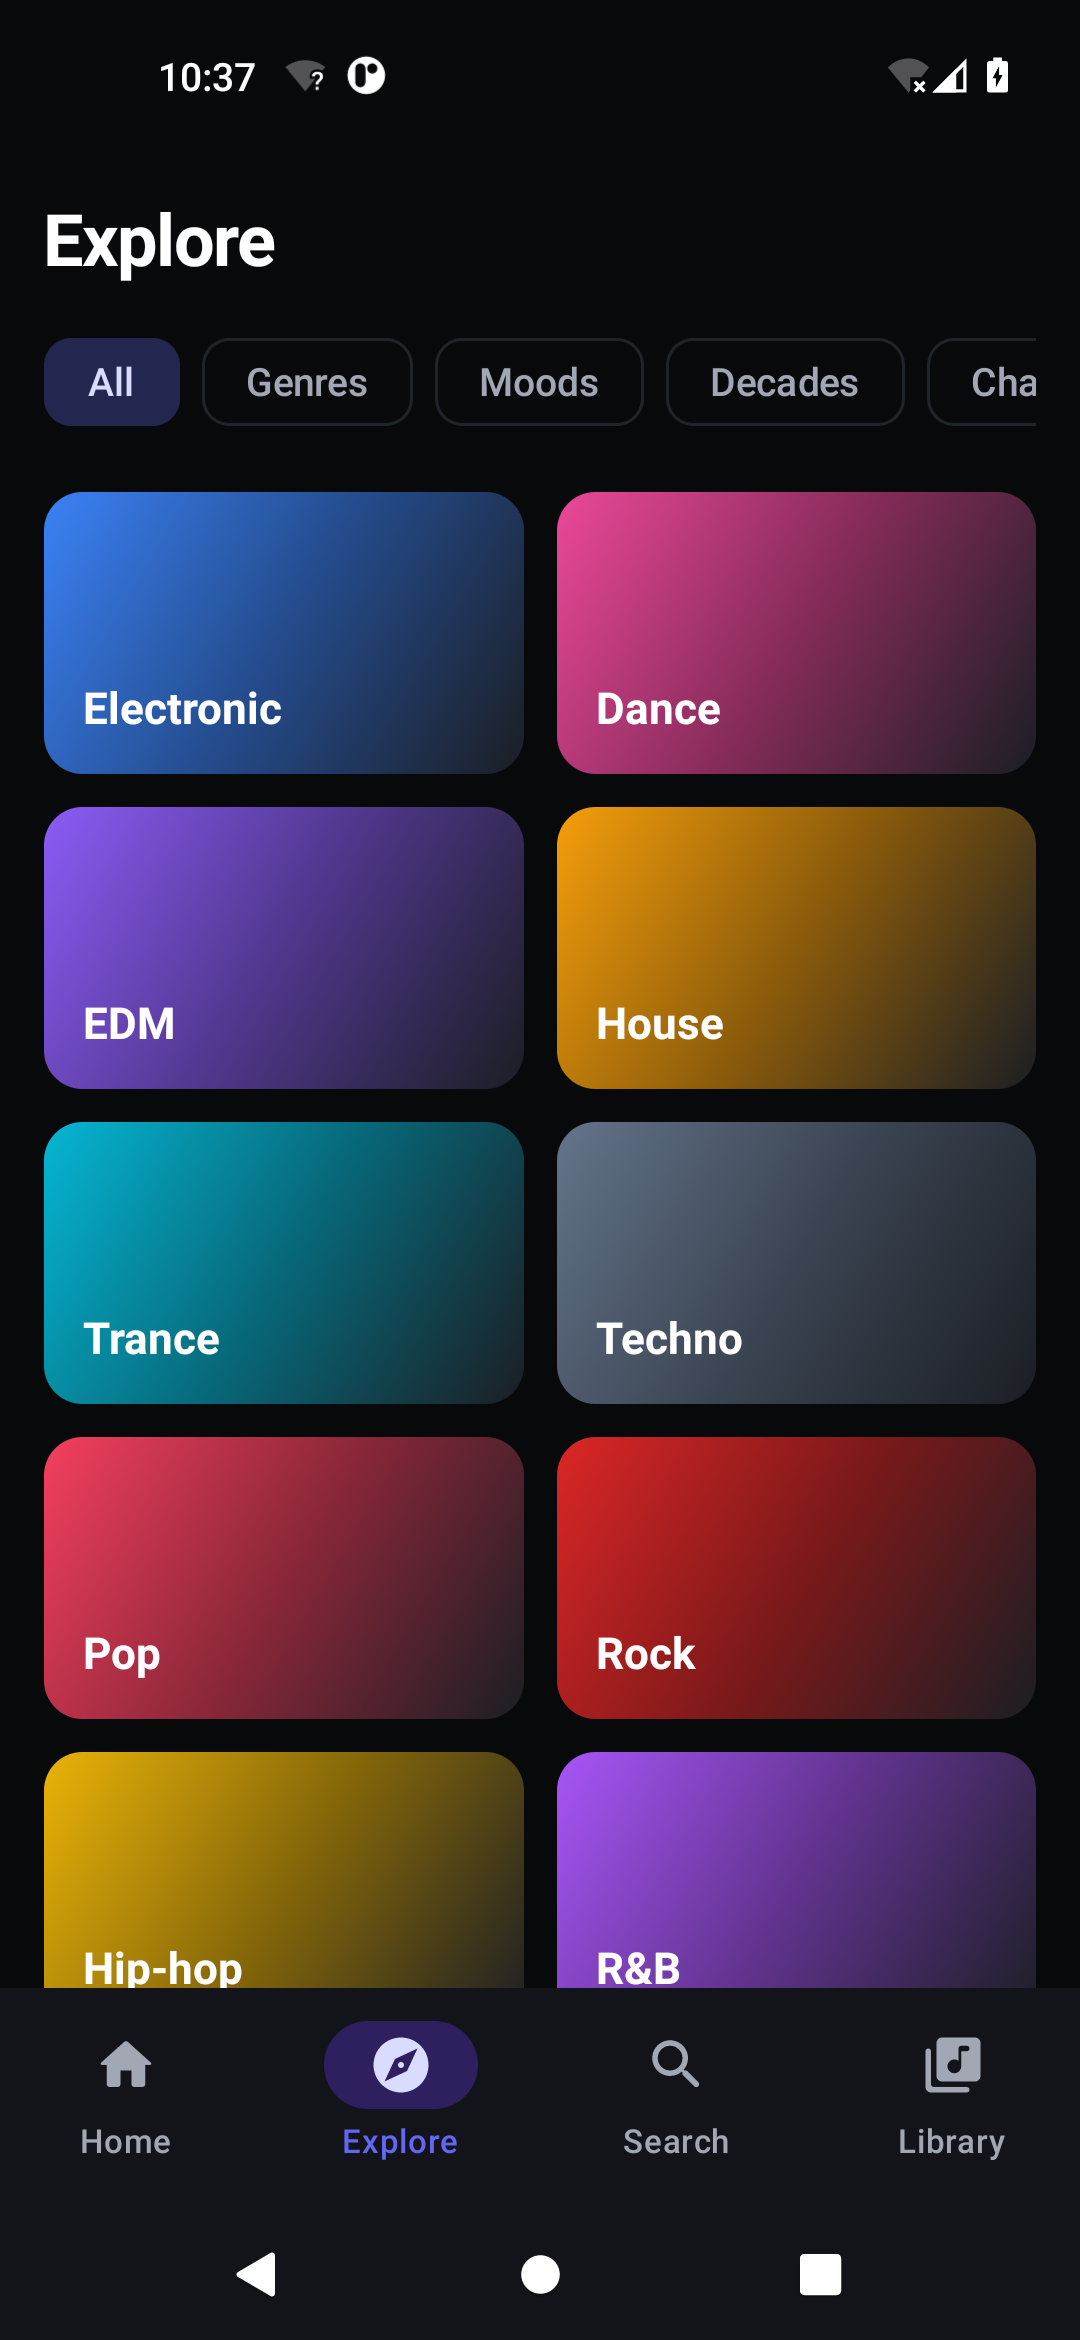 10:37
Explore
All
Genres
Moods
Decades
Cha
Electronic
Dance
EDM
House
Trance
Techno
Pop
Rock
Hip-hop
R&B
Home
Explore
Search
Library